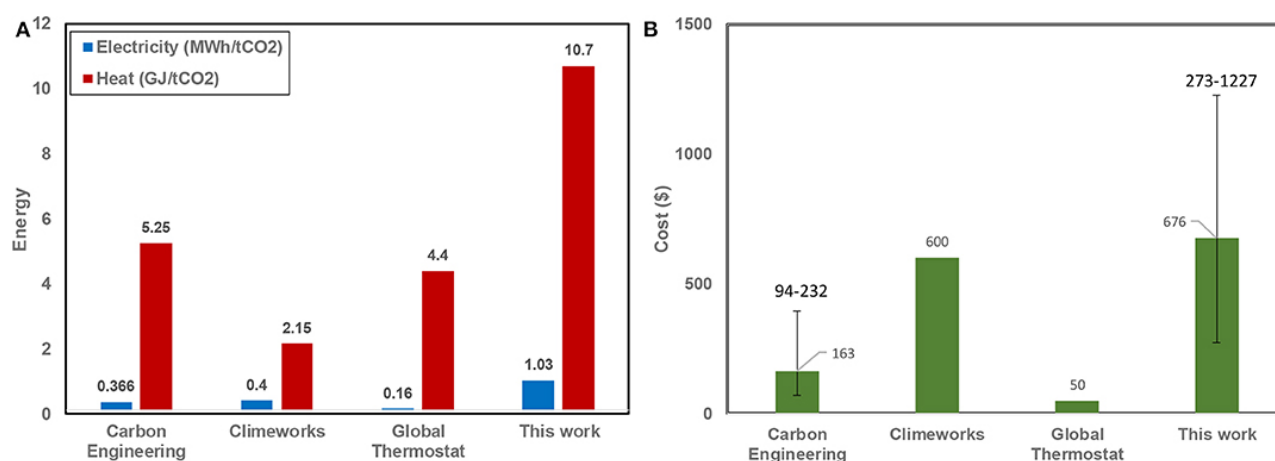 A
Energy
12
10
8
6
4
2
0
Electricity (MWh/tCO2)
Heat (GJ/tCO2)
0.366
5.25
0.4
2.15
0.16
4.4
1.03
10.7
Carbon
Engineering
Climeworks
Global
Thermostat
This work
B
Cost ($)
1500
1000
500
0
94-232
163
600
50
273-1227
676
Carbon
Engineering
Climeworks
Global
Thermostat
This work